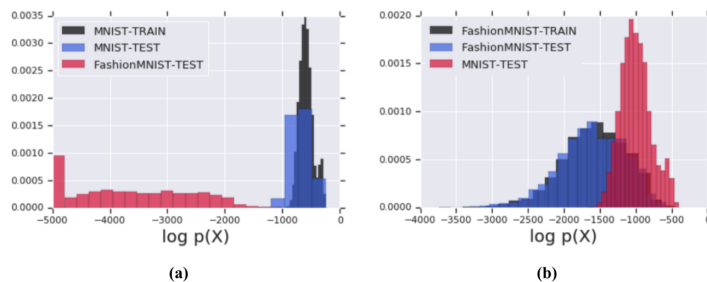 0.0035
0.0030
0.0025
0.0020
0.0015
0.0010
0.0005
0.0000
MNIST-TRAIN
MNIST-TEST
FashionMNIST-TEST
−5000 −4000 −3000 −2000 −1000 0
log p(X)
(a)
0.0020
0.0015
0.0010
0.0005
0.0000
FashionMNIST-TRAIN
FashionMNIST-TEST
MNIST-TEST
−4000 −3500 −3000 −2500 −2000 −1500 −1000 −500
log p(X)
(b)